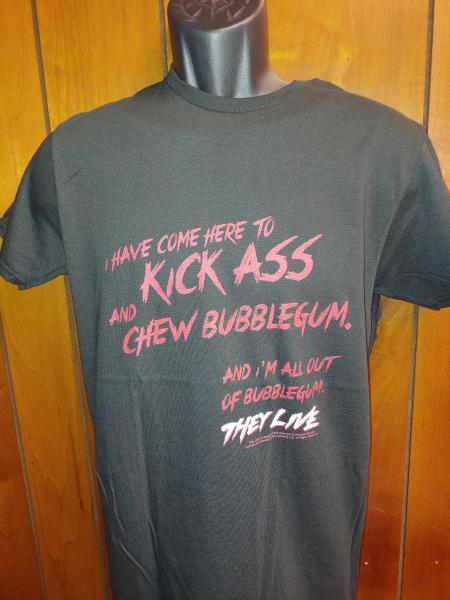 I HAVE COME HERE TO
KICK ASS
AND
CHEW BUBBLEGUM.
AND I'M ALL OUT
OF BUBBLEGUM.
THEY LIVE